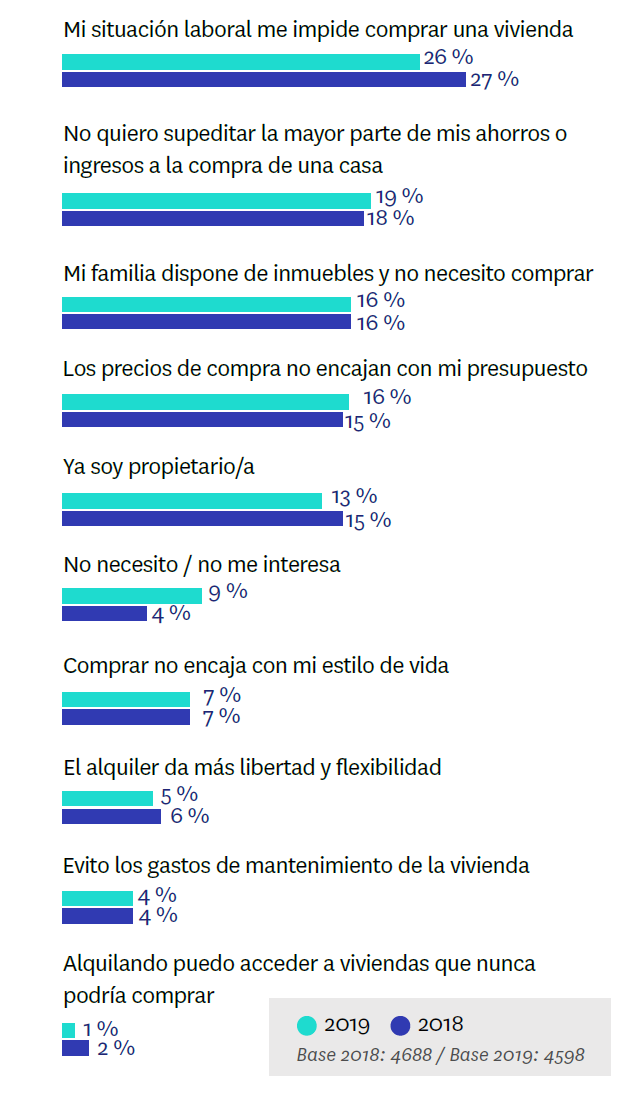 Mi situación laboral me impide comprar una vivienda
26 %
27 %
No quiero supeditar la mayor parte de mis ahorros o
ingresos a la compra de una casa
19 %
18 %
Mi familia dispone de inmuebles y no necesito comprar
16 %
16 %
Los precios de compra no encajan con mi presupuesto
16 %
15 %
Ya soy propietario/a
13 %
15 %
No necesito / no me interesa
9 %
4 %
Comprar no encaja con mi estilo de vida
7 %
7 %
El alquiler da más libertad y flexibilidad
5 %
6 %
Evito los gastos de mantenimiento de la vivienda
4 %
4 %
Alquilando puedo acceder a viviendas que nunca
podría comprar
1 %
2 %
2019 2018
Base 2018: 4688 / Base 2019: 4598